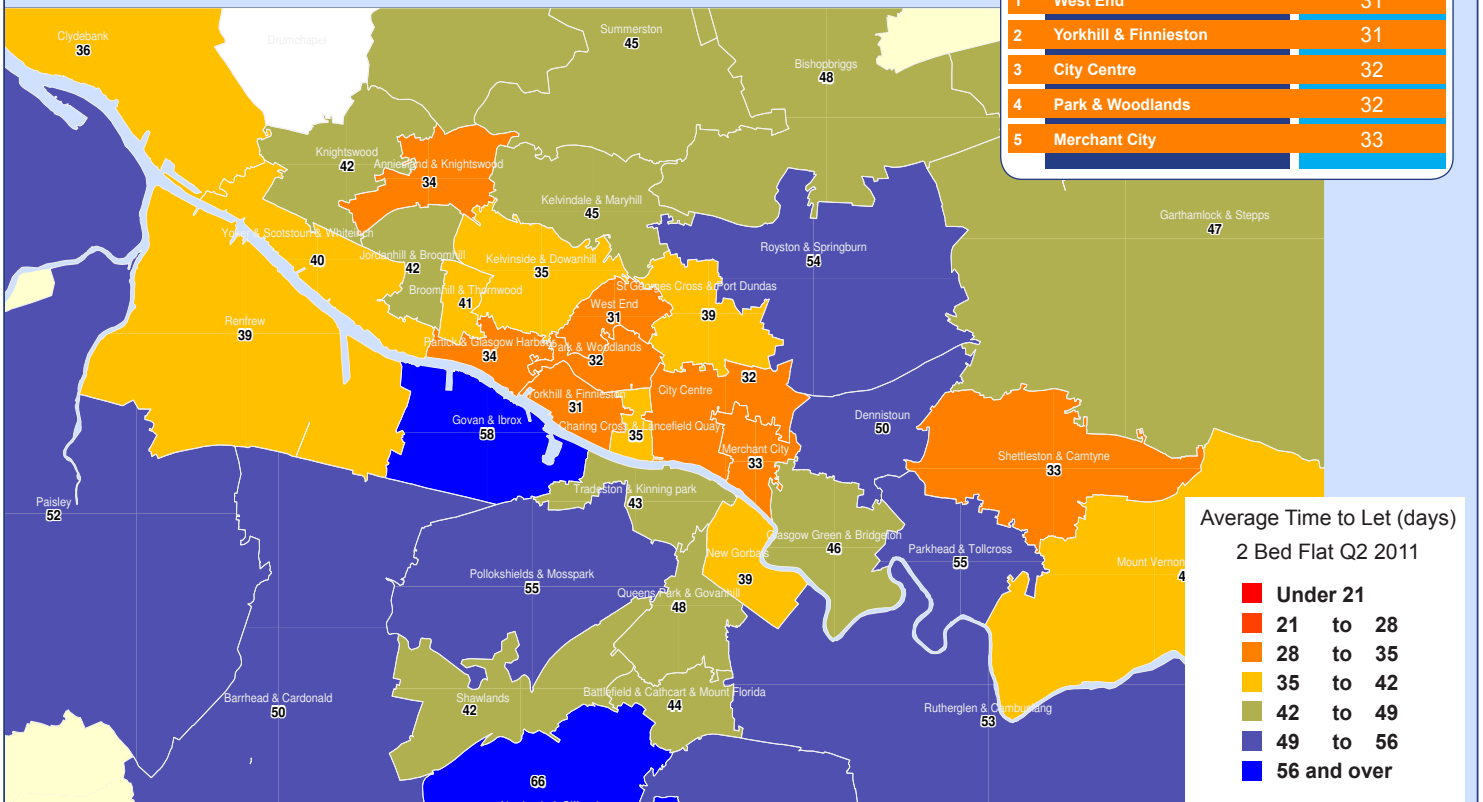 1 West End 31
2 Yorkhill & Finnieston 31
3 City Centre 32
4 Park & Woodlands 32
5 Merchant City 33
Clydebank
36
Drumchapel
Summerston
45
Bishopbriggs
48
Knightswood
42
Anniesland & Knightswood
34
Kelvindale & Maryhill
45
Garthamlock & Stepps
47
Yoker & Scotstoun & Whiteinch
40
Jordanhill & Broomhill
42
Kelvinside & Dowanhill
35
Royston & Springburn
54
Broomhill & Thornwood
41
St Georges Cross & Port Dundas
39
West End
31
Renfrew
39
Partick & Glasgow Harbour
34
Park & Woodlands
32
32
City Centre
Yorkhill & Finnieston
31
Govan & Ibrox
58
Charing Cross & Lancefield Quay
35
Dennistoun
50
Merchant City
33
Shettleston & Carntyne
33
Paisley
52
Tradeston & Kinning park
43
Glasgow Green & Bridgeton
46
New Gorbals
39
Parkhead & Tollcross
55
Mount Vernon
Pollokshields & Mosspark
55
Queens Park & Govanhill
48
Barrhead & Cardonald
50
Shawlands
42
Battlefield & Cathcart & Mount Florida
44
Rutherglen & Cambuslang
53
66
Average Time to Let (days)
2 Bed Flat Q2 2011
Under 21
21 to 28
28 to 35
35 to 42
42 to 49
49 to 56
56 and over